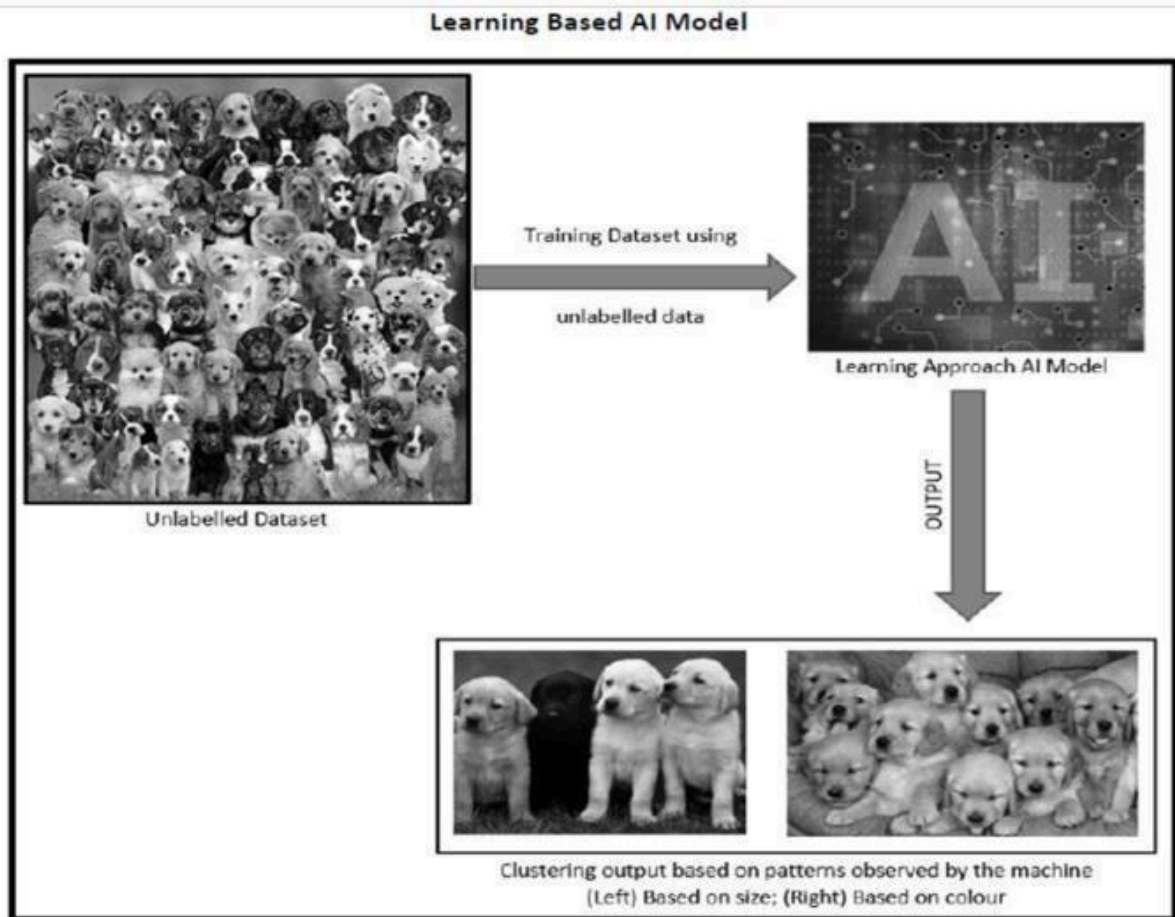 Learning Based AI Model
Training Dataset using
unlabelled data
AI
Learning Approach AI Model
Unlabelled Dataset
OUTPUT
Clustering output based on patterns observed by the machine
(Left) Based on size; (Right) Based on colour